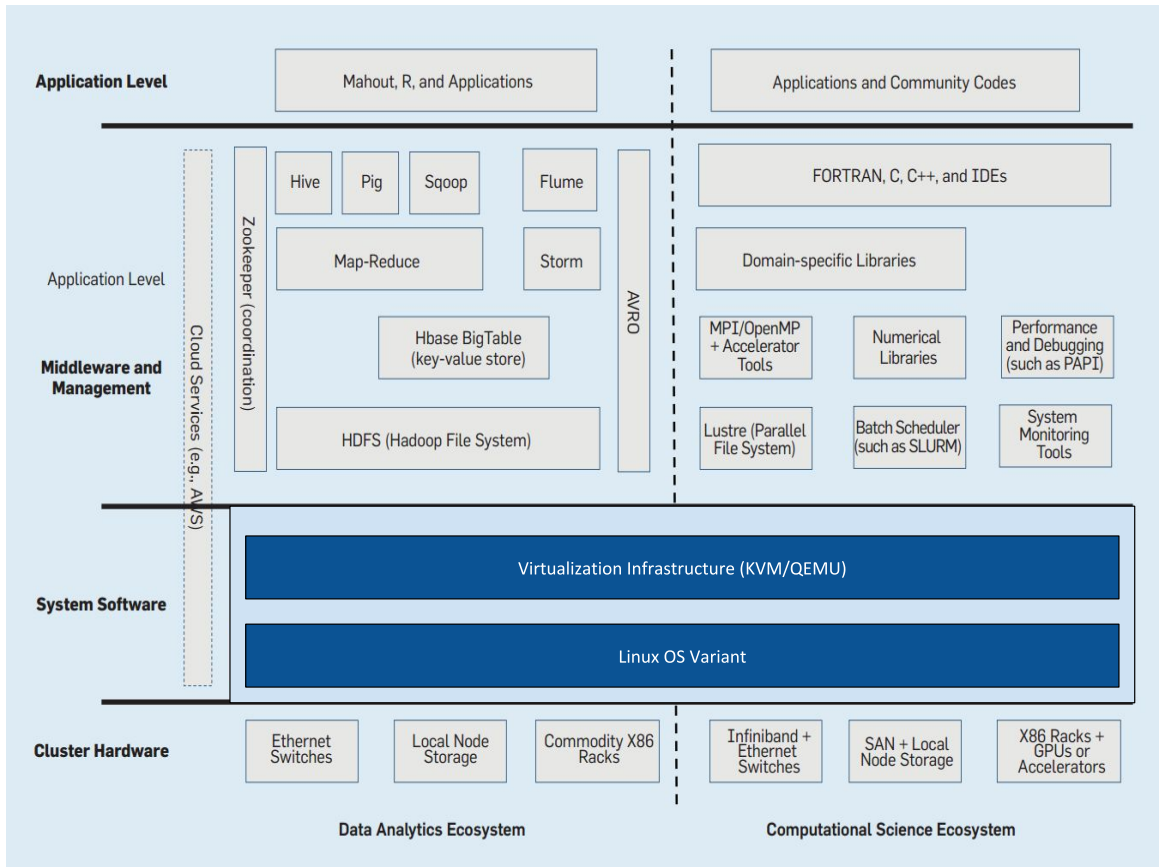 Application Level
Mahout, R, and Applications
Applications and Community Codes
Cloud Services (e.g., AWS)
Zookeeper (coordination)
Hive
Pig
Sqoop
Flume
AVRO
FORTRAN, C, C++, and IDEs
Map-Reduce
Storm
Domain-specific Libraries
Application Level
Hbase BigTable
(key-value store)
MPI/OpenMP
+ Accelerator
Tools
Numerical
Libraries
Performance
and Debugging
(such as PAPI)
Middleware and
Management
HDFS (Hadoop File System)
Lustre (Parallel
File System)
Batch Scheduler
(such as SLURM)
System
Monitoring
Tools
System Software
Virtualization Infrastructure (KVM/QEMU)
Linux OS Variant
Cluster Hardware
Ethernet
Switches
Local Node
Storage
Commodity X86
Racks
Infiniband +
Ethernet
Switches
SAN + Local
Node Storage
X86 Racks +
GPUs or
Accelerators
Data Analytics Ecosystem
Computational Science Ecosystem